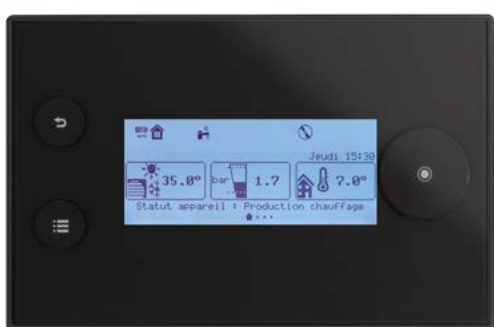 Jeudi 15:30
35.0° bar 1.7 7.0°
Statut appareil : Production chauffage